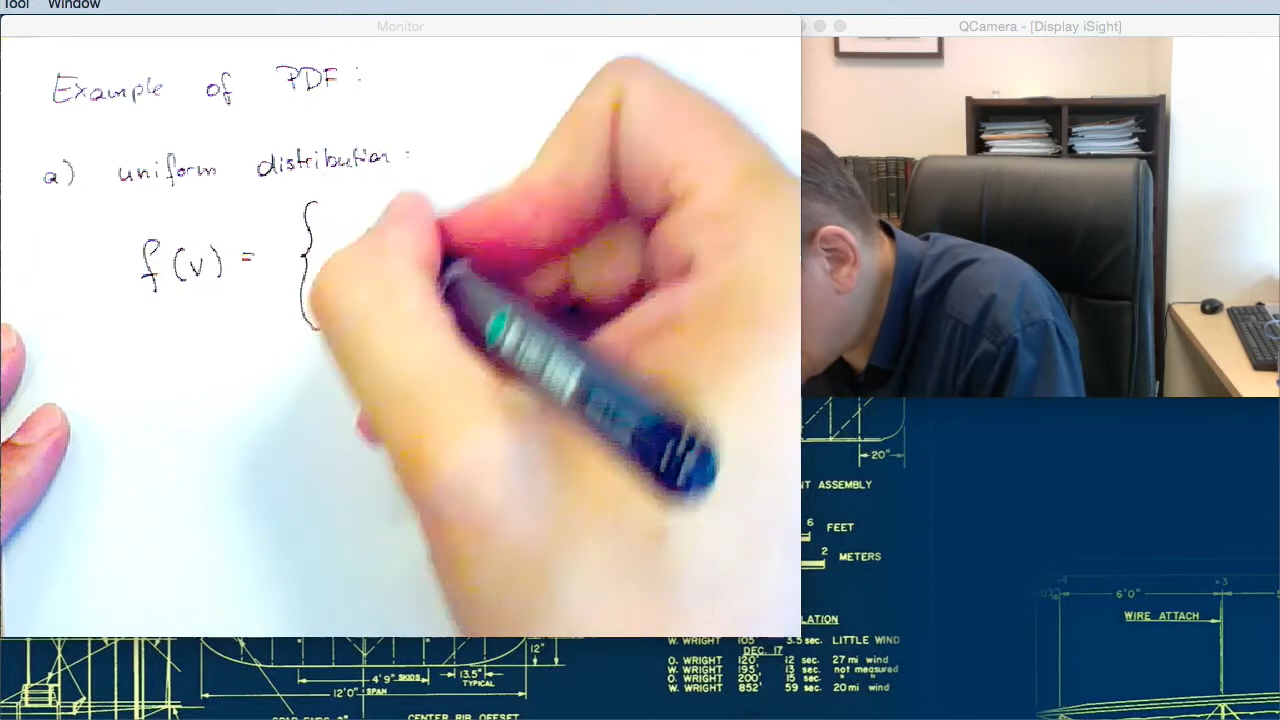 Tool Window
Monitor
QCamera - [Display iSight]
Example of PDF:
a) uniform distribution:
f(v) = {
20"
NT ASSEMBLY
6 FEET
2 METERS
+3
6'0"
WIRE ATTACH
LATION
W. WRIGHT 105' 3.5 sec. LITTLE WIND
DEC. 17
O. WRIGHT 120' 12 sec. 27 mi wind
W. WRIGHT 195' 13 sec. not measured
O. WRIGHT 200' 15 sec. " "
W. WRIGHT 852' 59 sec. 20 mi wind
12"
4'9" SKIDS
13.5" TYPICAL
12'0" SPAN
CENTER RIB OFFSET